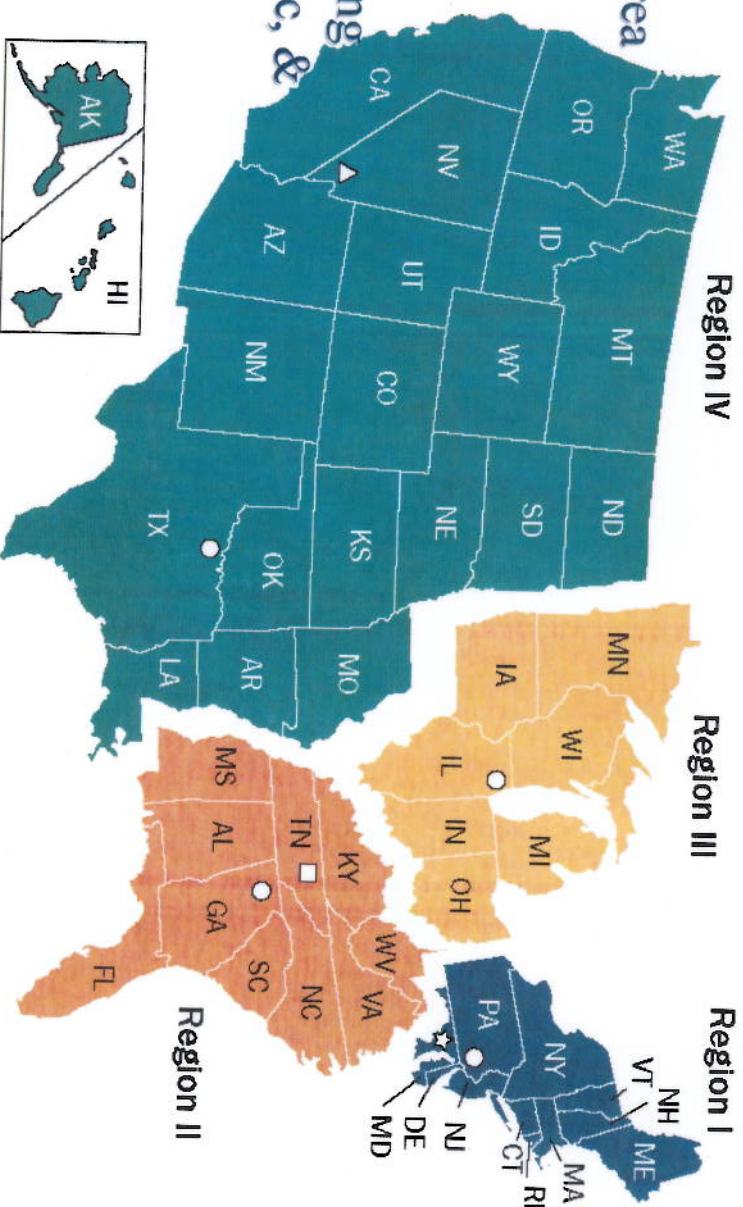 rea
ng
c, &
Region IV
Region III
Region I
Region II
WA
OR
CA
NV
ID
MT
WY
UT
AZ
CO
NM
ND
SD
NE
KS
OK
TX
MO
AR
LA
AK
HI
MN
WI
IA
IL
IN
MI
OH
KY
TN
MS
AL
GA
FL
SC
NC
VA
WV
ME
NH
VT
NY
MA
RI
CT
PA
NJ
DE
MD